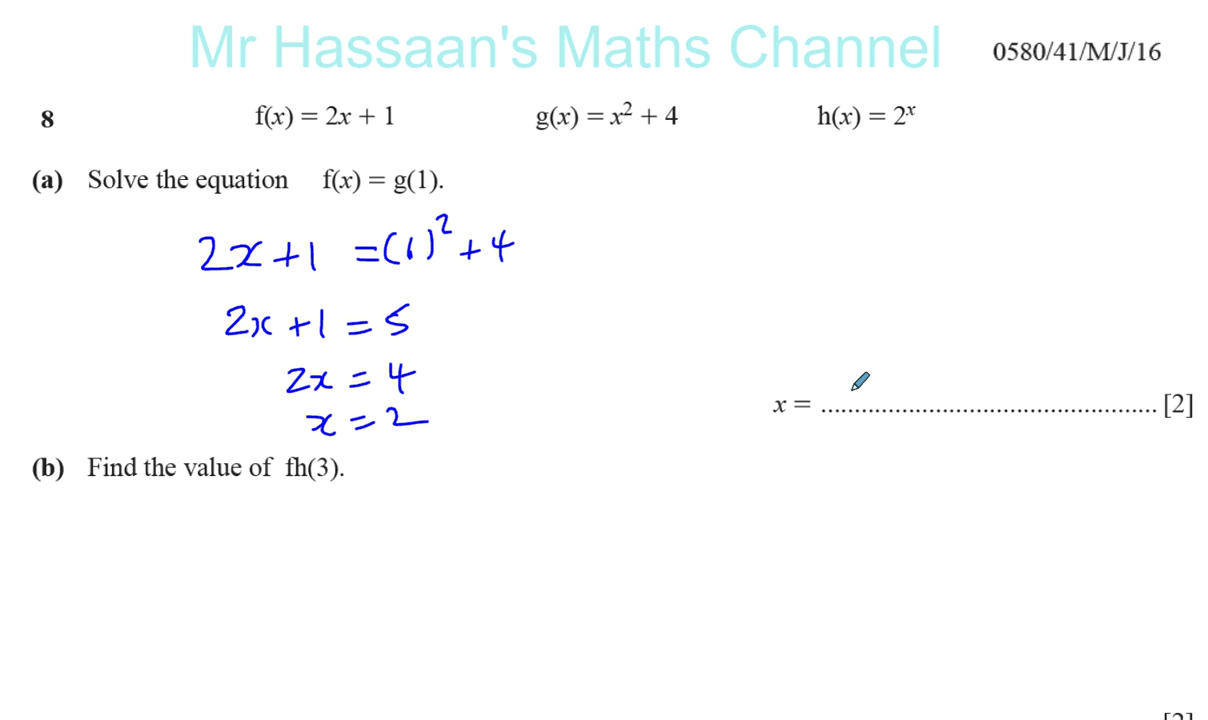 Mr Hassaan's Maths Channel 0580/41/M/J/16
8 f(x) = 2x + 1 g(x) = x² + 4 h(x) = 2ˣ
(a) Solve the equation f(x) = g(1).
2x + 1 = (1)² + 4
2x + 1 = 5
2x = 4
x = 2
x = .................................................. [2]
(b) Find the value of fh(3).